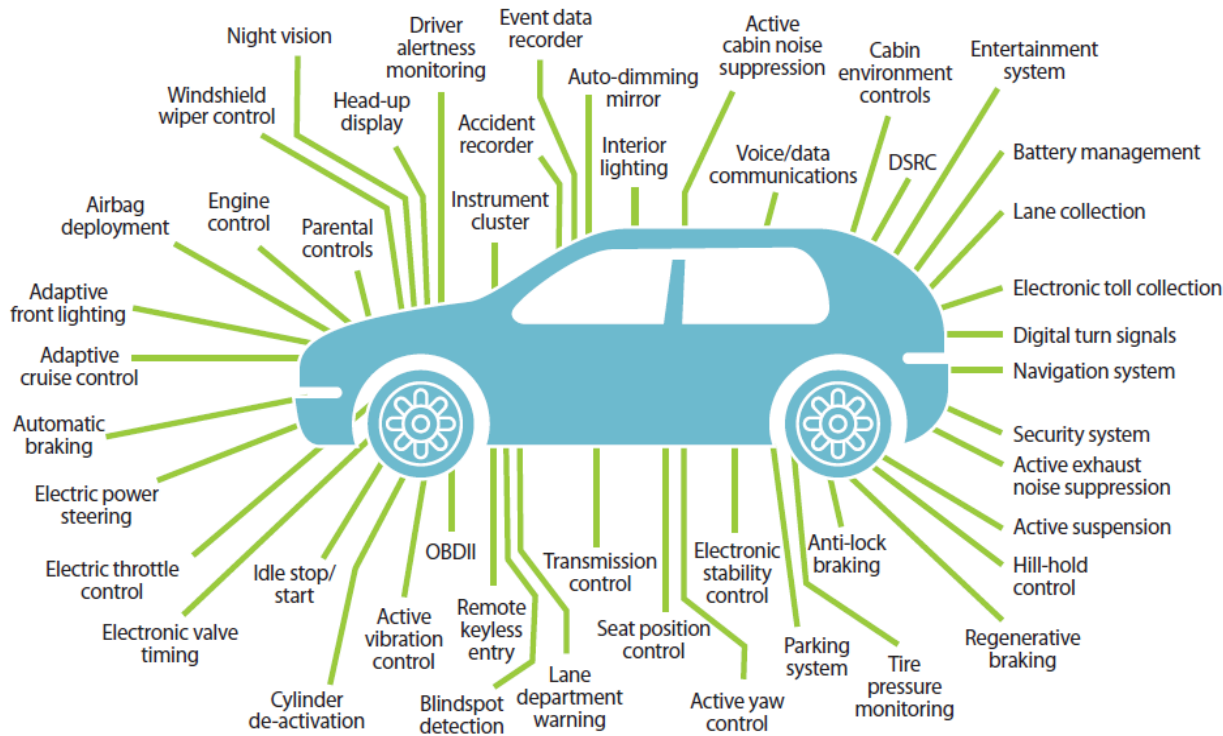 Night vision
Driver
alertness
monitoring
Event data
recorder
Active
cabin noise
suppression
Cabin
environment
controls
Entertainment
system
Windshield
wiper control
Head-up
display
Auto-dimming
mirror
Accident
recorder
Interior
lighting
Voice/data
communications
DSRC
Battery management
Airbag
deployment
Engine
control
Parental
controls
Instrument
cluster
Lane collection
Adaptive
front lighting
Electronic toll collection
Digital turn signals
Adaptive
cruise control
Navigation system
Automatic
braking
Security system
Active exhaust
noise suppression
Electric power
steering
Active suspension
Electric throttle
control
Idle stop/
start
OBDII
Transmission
control
Electronic
stability
control
Anti-lock
braking
Hill-hold
control
Electronic valve
timing
Active
vibration
control
Remote
keyless
entry
Seat position
control
Parking
system
Regenerative
braking
Cylinder
de-activation
Blindspot
detection
Lane
department
warning
Active yaw
control
Tire
pressure
monitoring